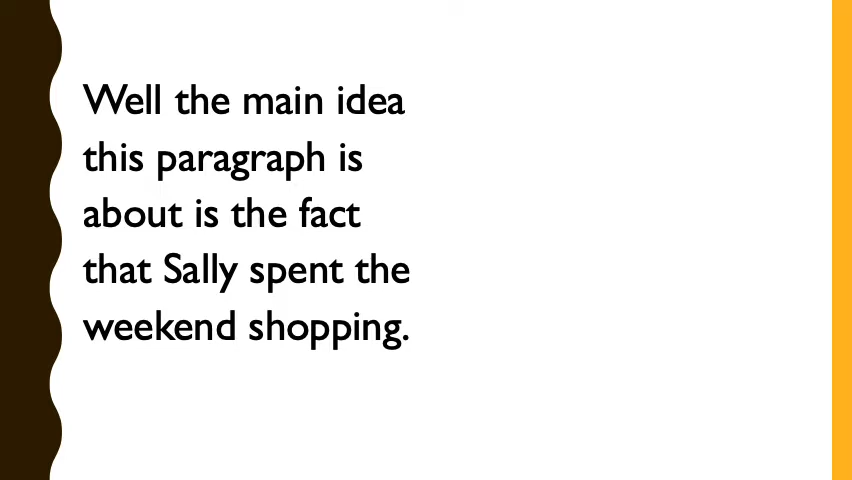 Well the main idea
this paragraph is
about is the fact
that Sally spent the
weekend shopping.